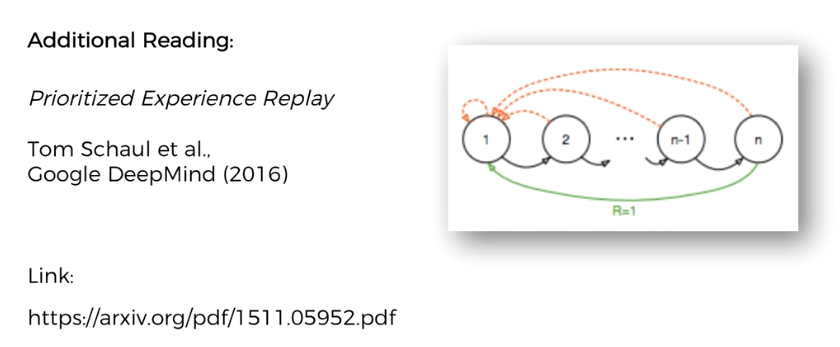 Additional Reading:
Prioritized Experience Replay
Tom Schaul et al.,
Google DeepMind (2016)
Link:
https://arxiv.org/pdf/1511.05952.pdf
1
2
...
n-1
n
R=1